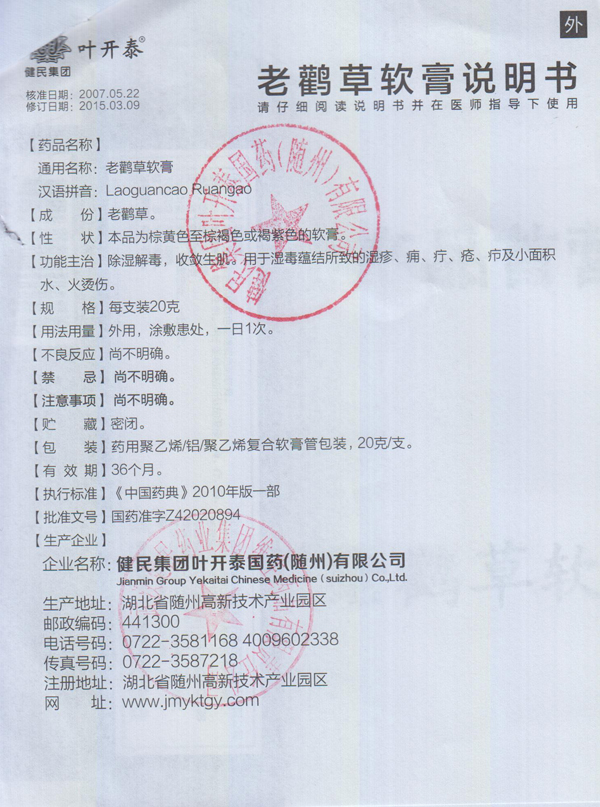 外
叶开泰®
健民集团
核准日期：2007.05.22
修订日期：2015.03.09
老鹳草软膏说明书
请仔细阅读说明书并在医师指导下使用
【药品名称】
通用名称：老鹳草软膏
汉语拼音：Laoguancao Ruangao
【成　　份】老鹳草。
【性　　状】本品为棕黄色至棕褐色或褐紫色的软膏。
【功能主治】除湿解毒，收敛生肌。用于湿毒蕴结所致的湿疹、痈、疔、疮、疖及小面积
水、火烫伤。
【规　　格】每支装20克
【用法用量】外用，涂敷患处，一日1次。
【不良反应】尚不明确。
【禁　　忌】尚不明确。
【注意事项】尚不明确。
【贮　　藏】密闭。
【包　　装】药用聚乙烯/铝/聚乙烯复合软膏管包装，20克/支。
【有 效 期】36个月。
【执行标准】《中国药典》2010年版一部
【批准文号】国药准字Z42020894
【生产企业】
企业名称：健民集团叶开泰国药(随州)有限公司
Jianmin Group Yekaitai Chinese Medicine（suizhou）Co.,Ltd.
生产地址：湖北省随州高新技术产业园区
邮政编码：441300
电话号码：0722-3581168 4009602338
传真号码：0722-3587218
注册地址：湖北省随州高新技术产业园区
网　　址：www.jmyktgy.com
健民集团叶开泰国药(随州)有限公司